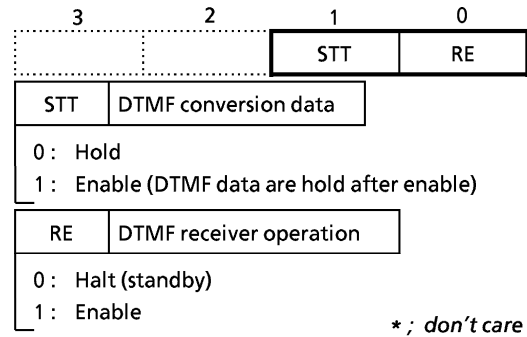 3 2 1 0
STT RE
STT DTMF conversion data
0 : Hold
1 : Enable (DTMF data are hold after enable)
RE DTMF receiver operation
0 : Halt (standby)
1 : Enable
* ; don't care